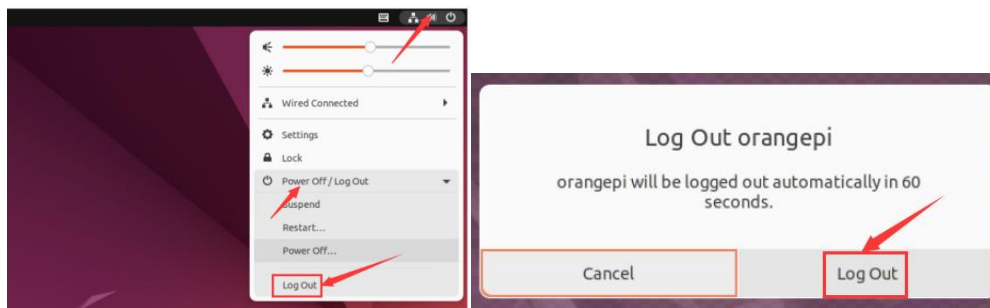 Wired Connected
Settings
Lock
Power Off / Log Out
Suspend
Restart...
Power Off...
Log Out
Log Out orangepi
orangepi will be logged out automatically in 60
seconds.
Cancel
Log Out